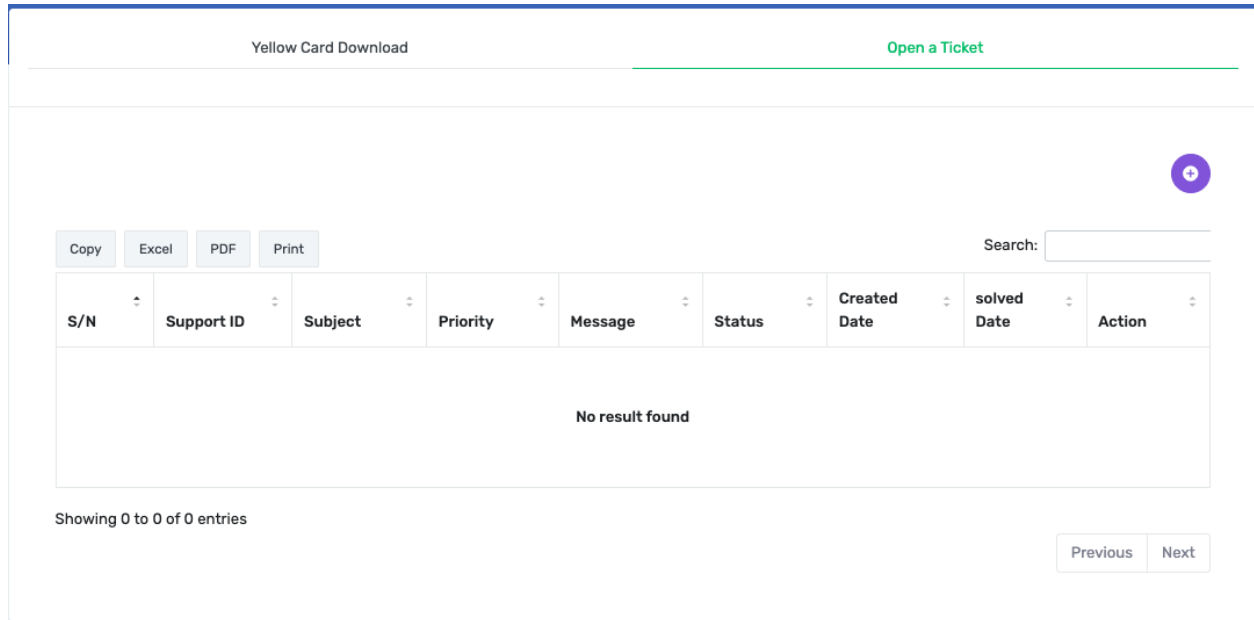 Yellow Card Download
Open a Ticket
Copy
Excel
PDF
Print
Search:
S/N
Support ID
Subject
Priority
Message
Status
Created
Date
solved
Date
Action
No result found
Showing 0 to 0 of 0 entries
Previous
Next